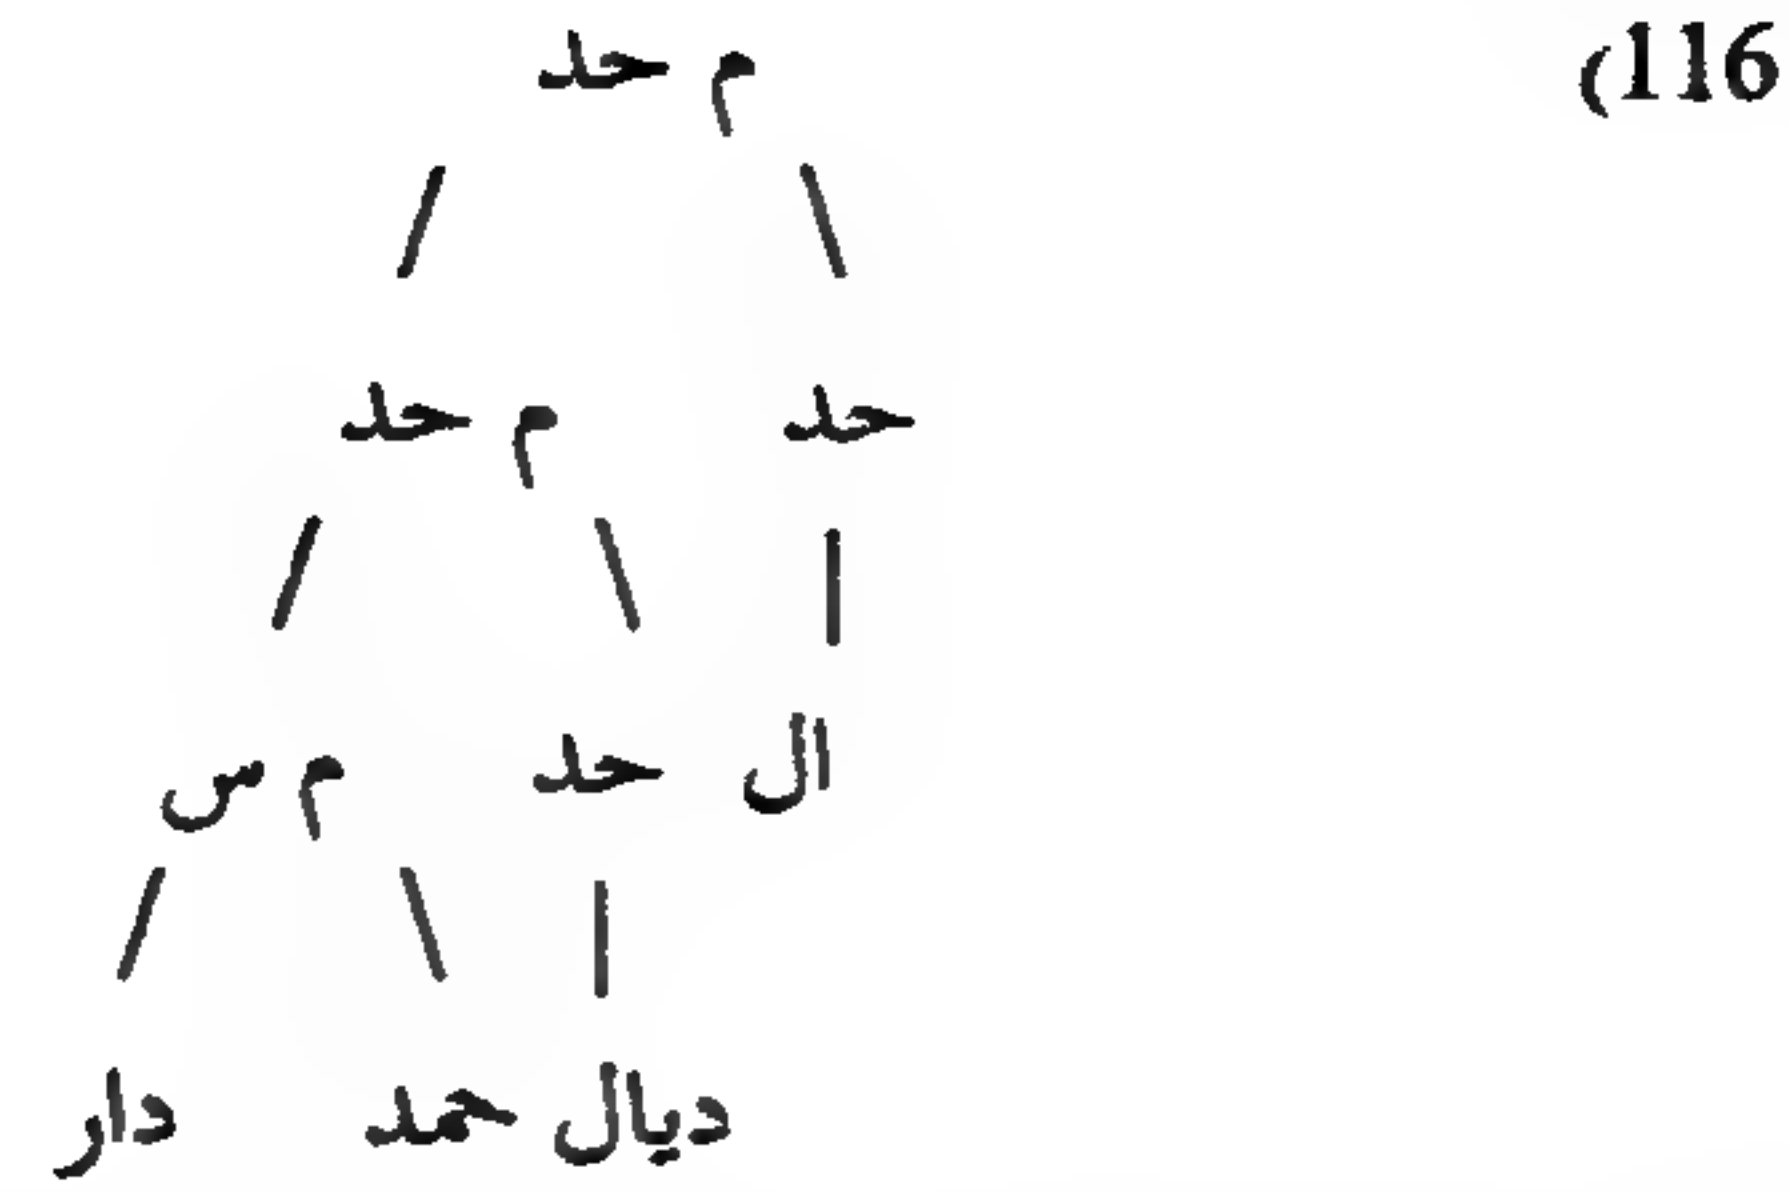 (116
م حد
حد م حد
ال حد م س
ديال حمد دار